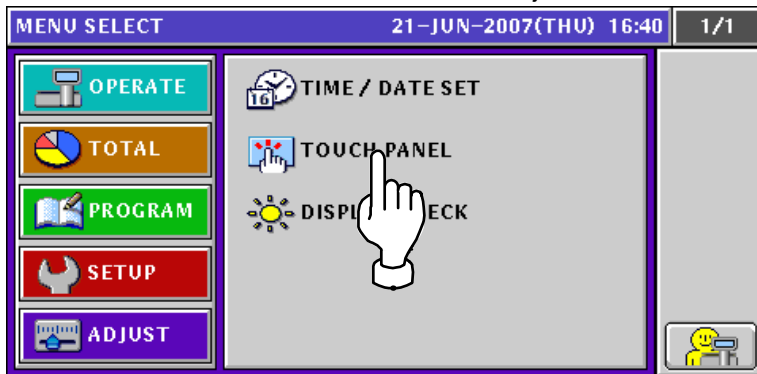 MENU SELECT 21-JUN-2007(THU) 16:40 1/1
OPERATE
TOTAL
PROGRAM
SETUP
ADJUST
TIME / DATE SET
16
TOUCH PANEL
DISPL ECK